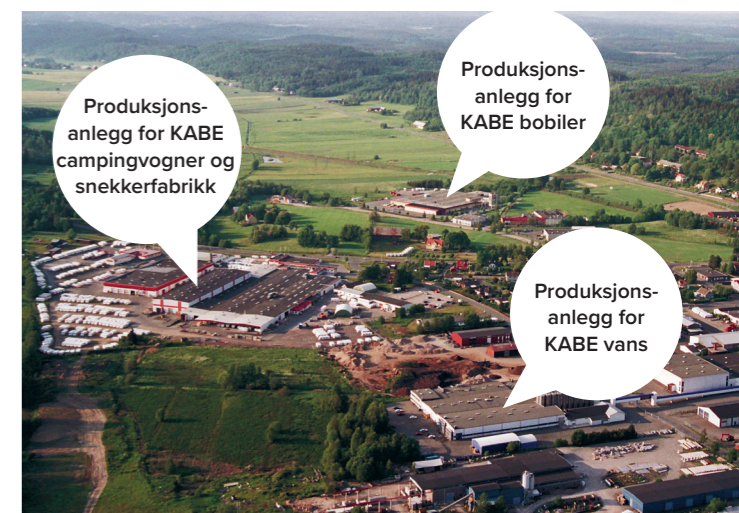 Produksjons-
anlegg for KABE
campingvogner og
snekkerfabrikk
Produksjons-
anlegg for
KABE bobiler
Produksjons-
anlegg for
KABE vans